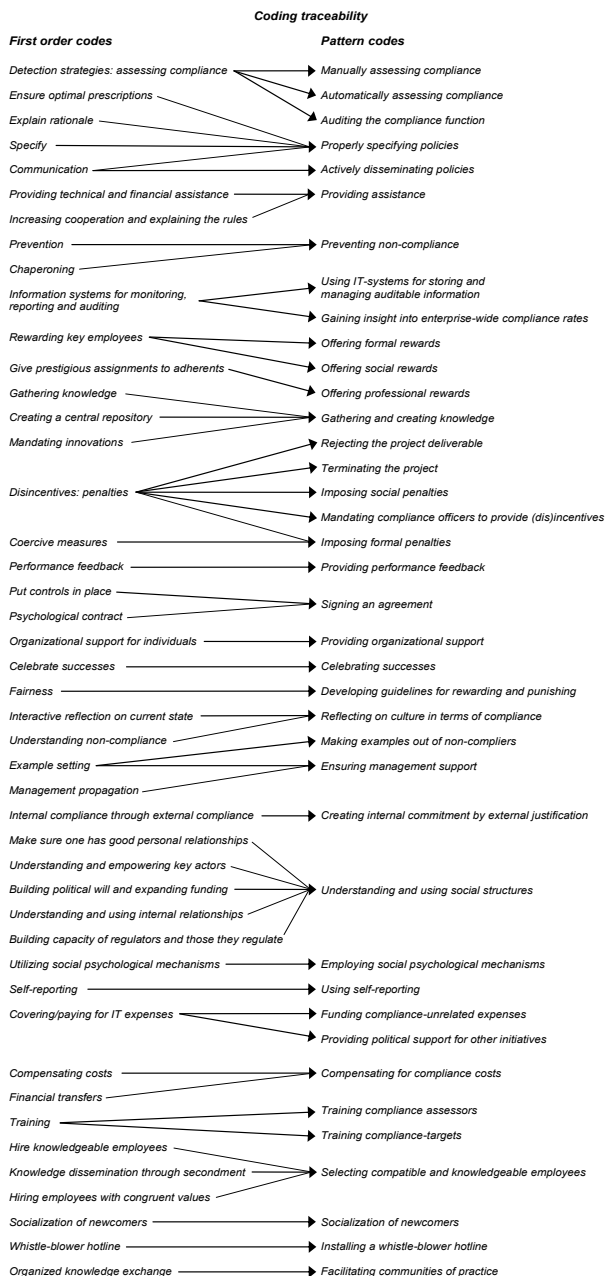 Coding traceability
First order codes
Pattern codes
Detection strategies: assessing compliance
Manually assessing compliance
Ensure optimal prescriptions
Automatically assessing compliance
Explain rationale
Auditing the compliance function
Specify
Properly specifying policies
Communication
Actively disseminating policies
Providing technical and financial assistance
Providing assistance
Increasing cooperation and explaining the rules
Prevention
Preventing non-compliance
Chaperoning
Information systems for monitoring,
reporting and auditing
Using IT-systems for storing and
managing auditable information
Gaining insight into enterprise-wide compliance rates
Rewarding key employees
Offering formal rewards
Offering social rewards
Give prestigious assignments to adherents
Offering professional rewards
Gathering knowledge
Creating a central repository
Gathering and creating knowledge
Mandating innovations
Rejecting the project deliverable
Terminating the project
Disincentives: penalties
Imposing social penalties
Mandating compliance officers to provide (dis)incentives
Coercive measures
Imposing formal penalties
Performance feedback
Providing performance feedback
Put controls in place
Signing an agreement
Psychological contract
Organizational support for individuals
Providing organizational support
Celebrate successes
Celebrating successes
Fairness
Developing guidelines for rewarding and punishing
Interactive reflection on current state
Reflecting on culture in terms of compliance
Understanding non-compliance
Making examples out of non-compliers
Example setting
Ensuring management support
Management propagation
Internal compliance through external compliance
Creating internal commitment by external justification
Make sure one has good personal relationships
Understanding and empowering key actors
Building political will and expanding funding
Understanding and using social structures
Understanding and using internal relationships
Building capacity of regulators and those they regulate
Utilizing social psychological mechanisms
Employing social psychological mechanisms
Self-reporting
Using self-reporting
Covering/paying for IT expenses
Funding compliance-unrelated expenses
Providing political support for other initiatives
Compensating costs
Compensating for compliance costs
Financial transfers
Training compliance assessors
Training
Training compliance-targets
Hire knowledgeable employees
Knowledge dissemination through secondment
Selecting compatible and knowledgeable employees
Hiring employees with congruent values
Socialization of newcomers
Socialization of newcomers
Whistle-blower hotline
Installing a whistle-blower hotline
Organized knowledge exchange
Facilitating communities of practice